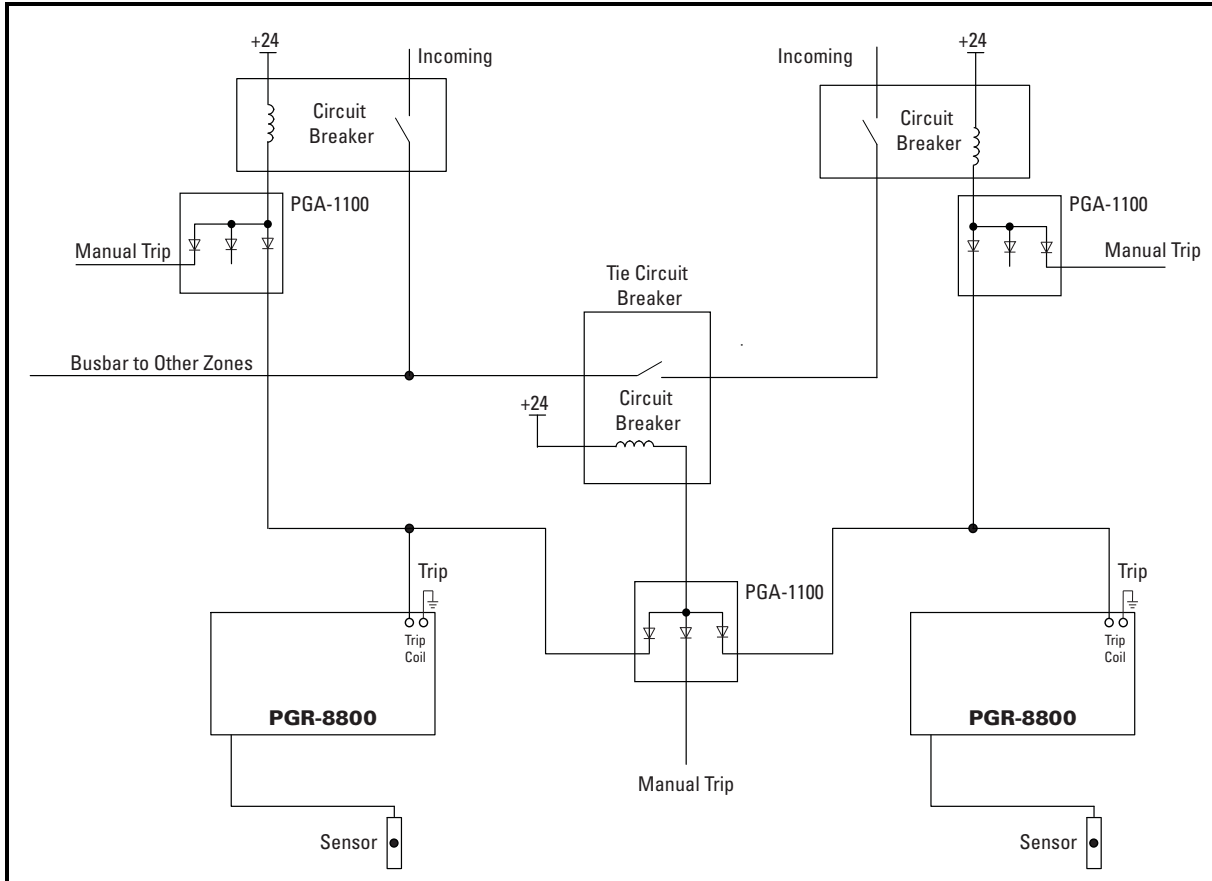 +24
Incoming
Incoming
+24
Circuit
Breaker
Circuit
Breaker
PGA-1100
PGA-1100
Manual Trip
Manual Trip
Tie Circuit
Breaker
Busbar to Other Zones
+24
Circuit
Breaker
Trip
PGA-1100
Trip
Trip
Coil
Trip
Coil
PGR-8800
PGR-8800
Manual Trip
Sensor
Sensor